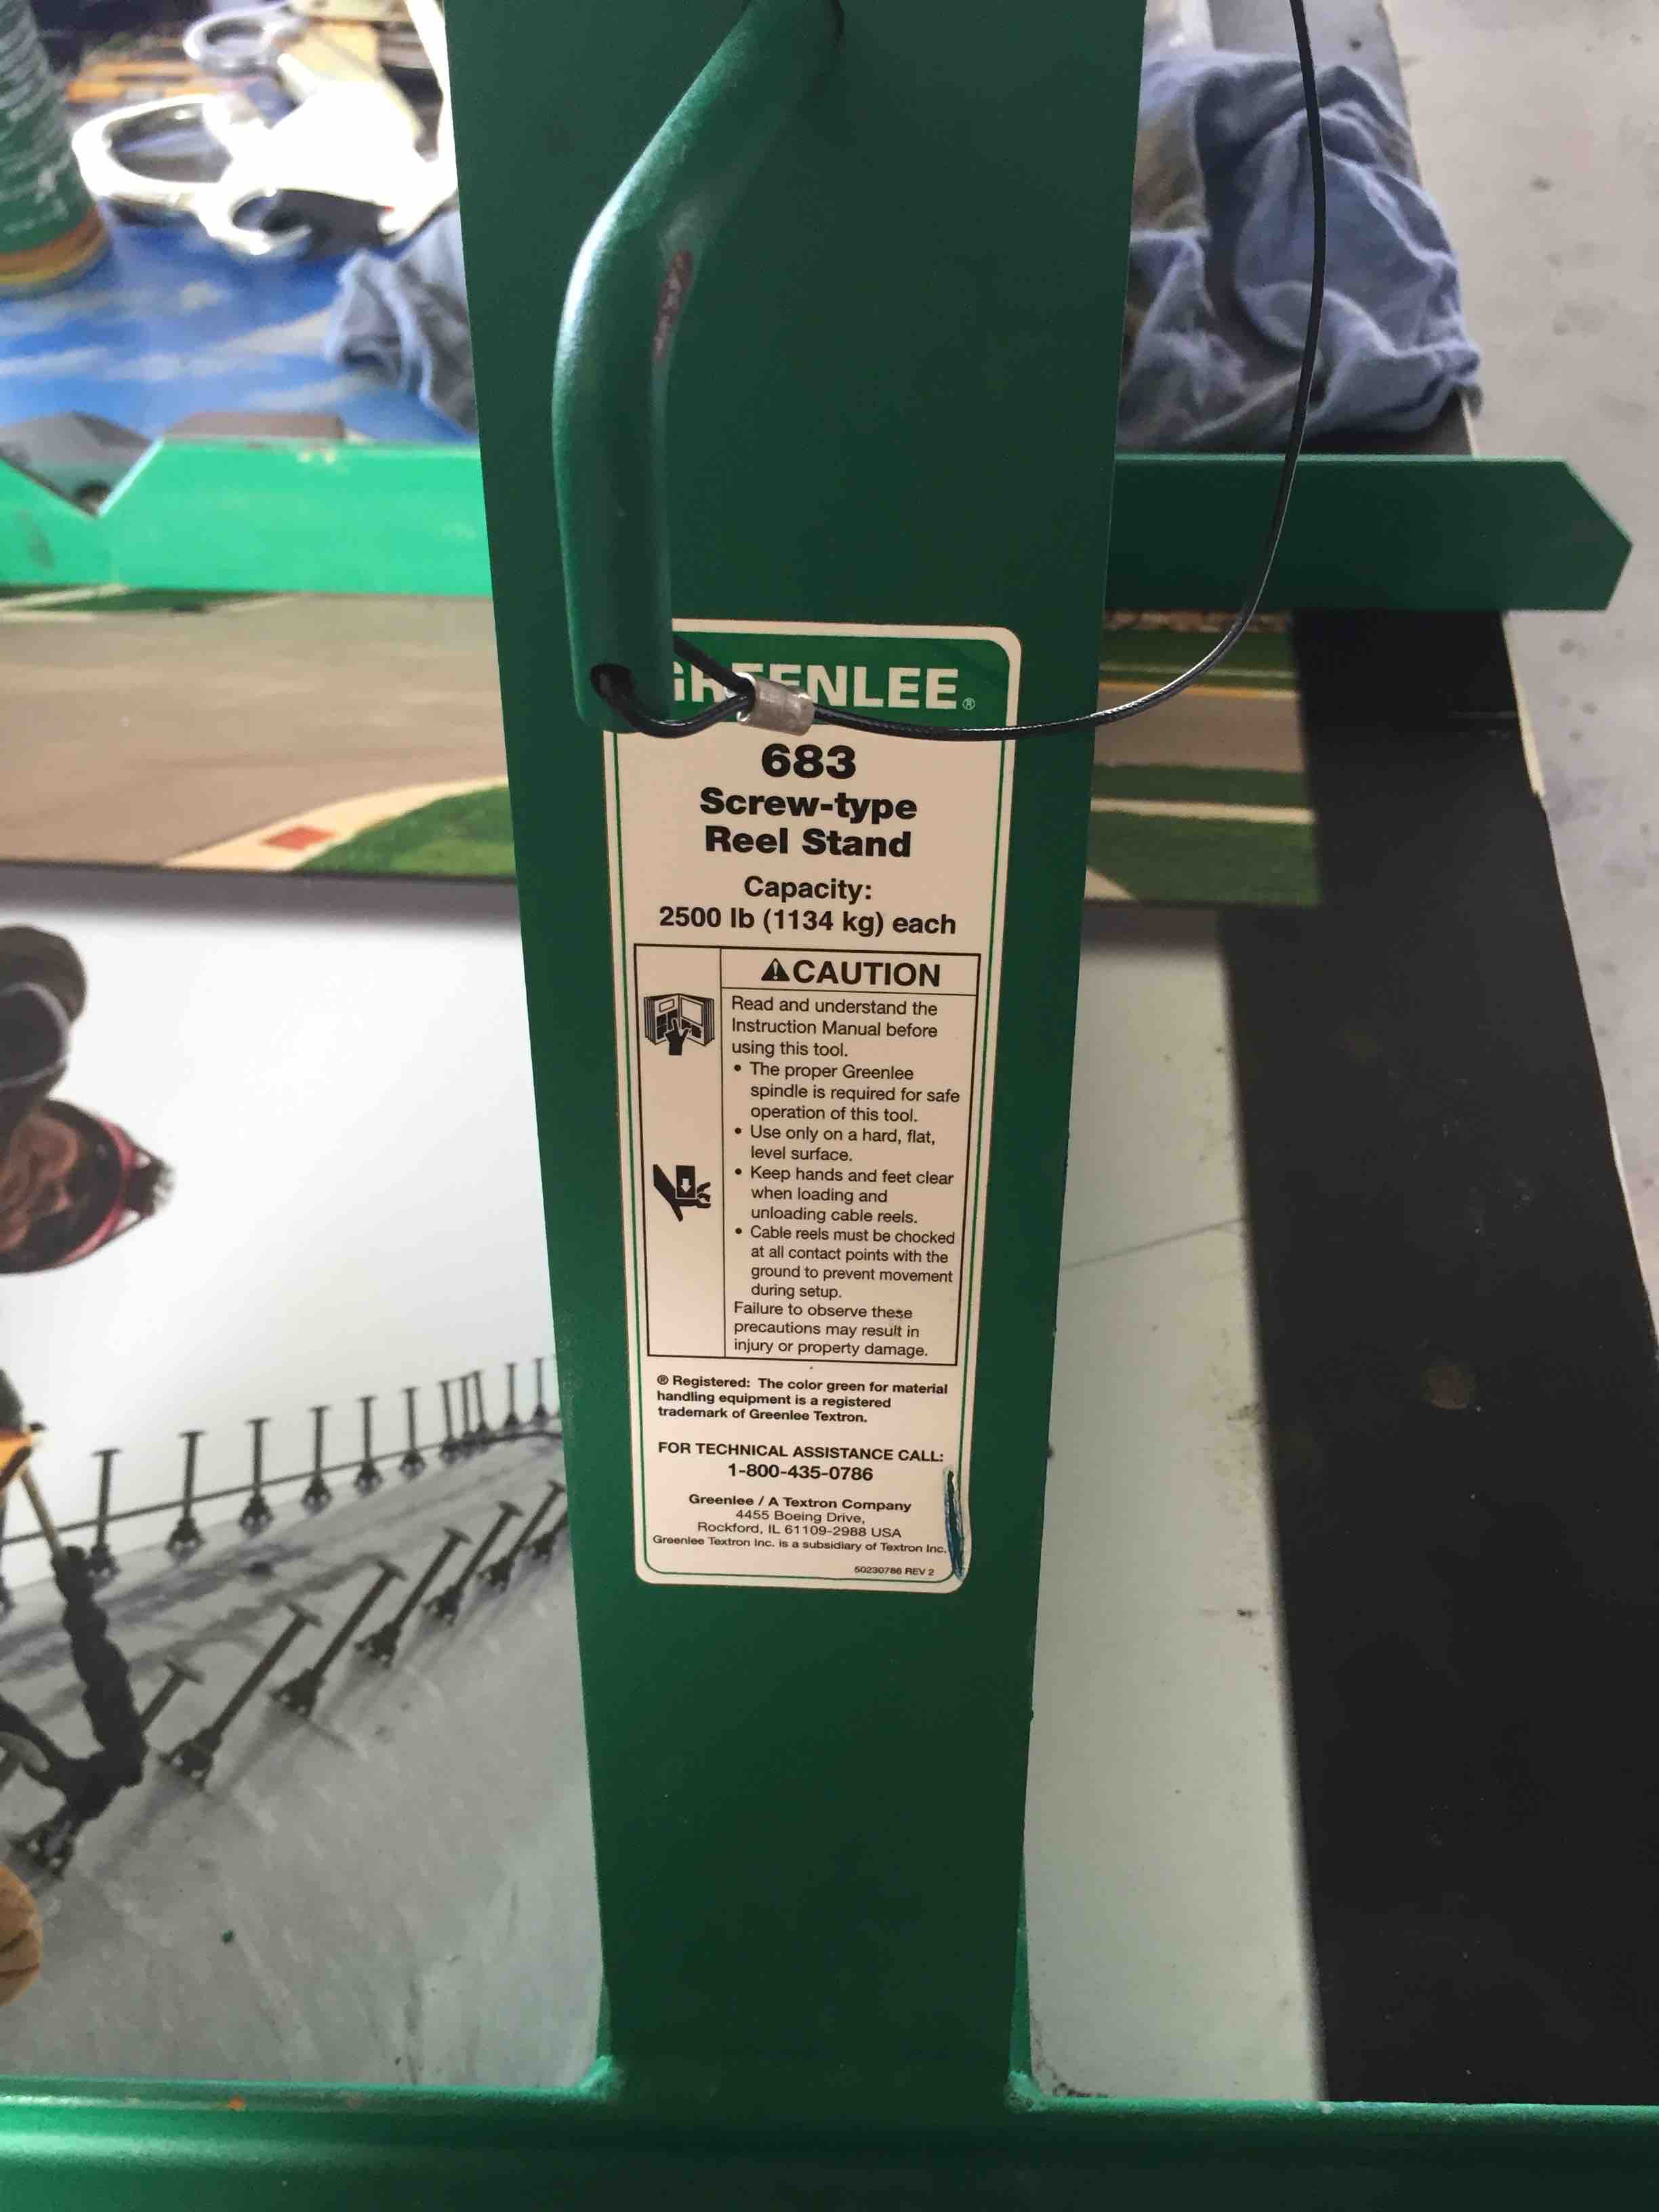 GREENLEE®
683
Screw-type
Reel Stand
Capacity:
2500 lb (1134 kg) each
⚠CAUTION
Read and understand the
Instruction Manual before
using this tool.
• The proper Greenlee
spindle is required for safe
operation of this tool.
• Use only on a hard, flat,
level surface.
• Keep hands and feet clear
when loading and
unloading cable reels.
• Cable reels must be chocked
at all contact points with the
ground to prevent movement
during setup.
Failure to observe these
precautions may result in
injury or property damage.
® Registered: The color green for material
handling equipment is a registered
trademark of Greenlee Textron.
FOR TECHNICAL ASSISTANCE CALL:
1-800-435-0786
Greenlee / A Textron Company
4455 Boeing Drive,
Rockford, IL 61109-2988 USA
Greenlee Textron Inc. is a subsidiary of Textron Inc.
50230786 REV 2